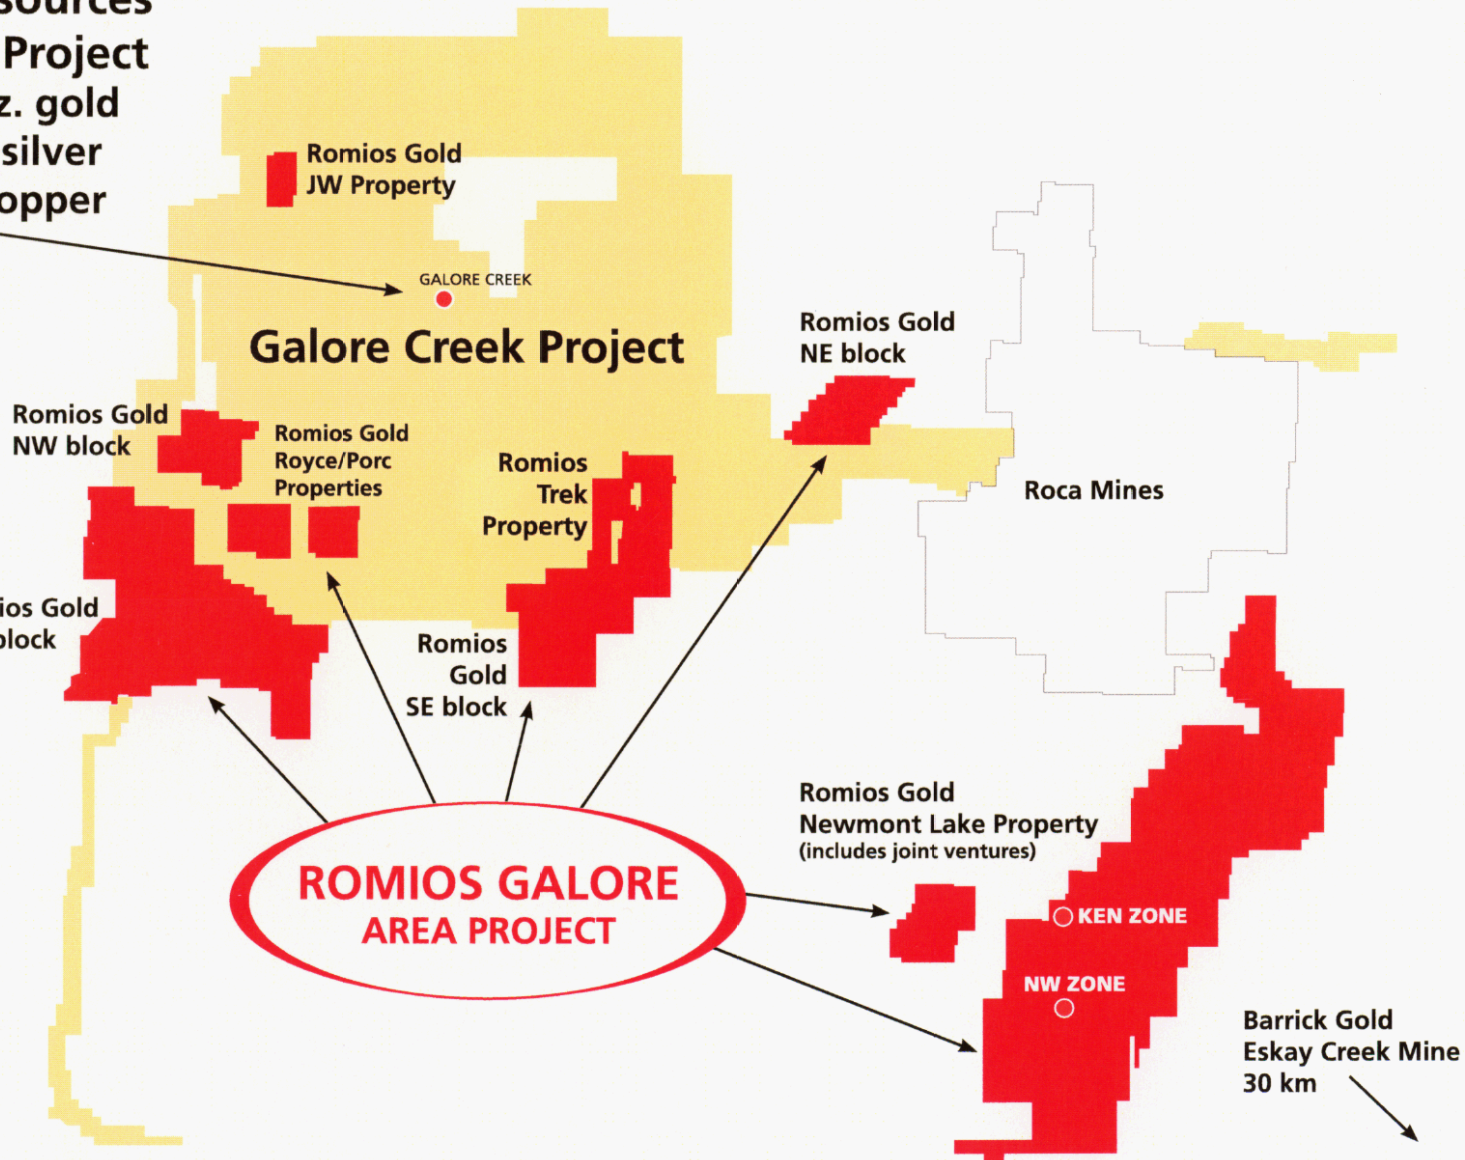 Project
gold
silver
Romios Gold
JW Property
GALORE CREEK
Galore Creek Project
Romios Gold
NE block
Romios Gold
NW block
Romios Gold
Royce/Porc
Properties
Romios
Trek
Property
Roca Mines
Gold
block
Romios
Gold
SE block
Romios Gold
Newmont Lake Property
(includes joint ventures)
ROMIOS GALORE
AREA PROJECT
KEN ZONE
NW ZONE
Barrick Gold
Eskay Creek Mine
30 km